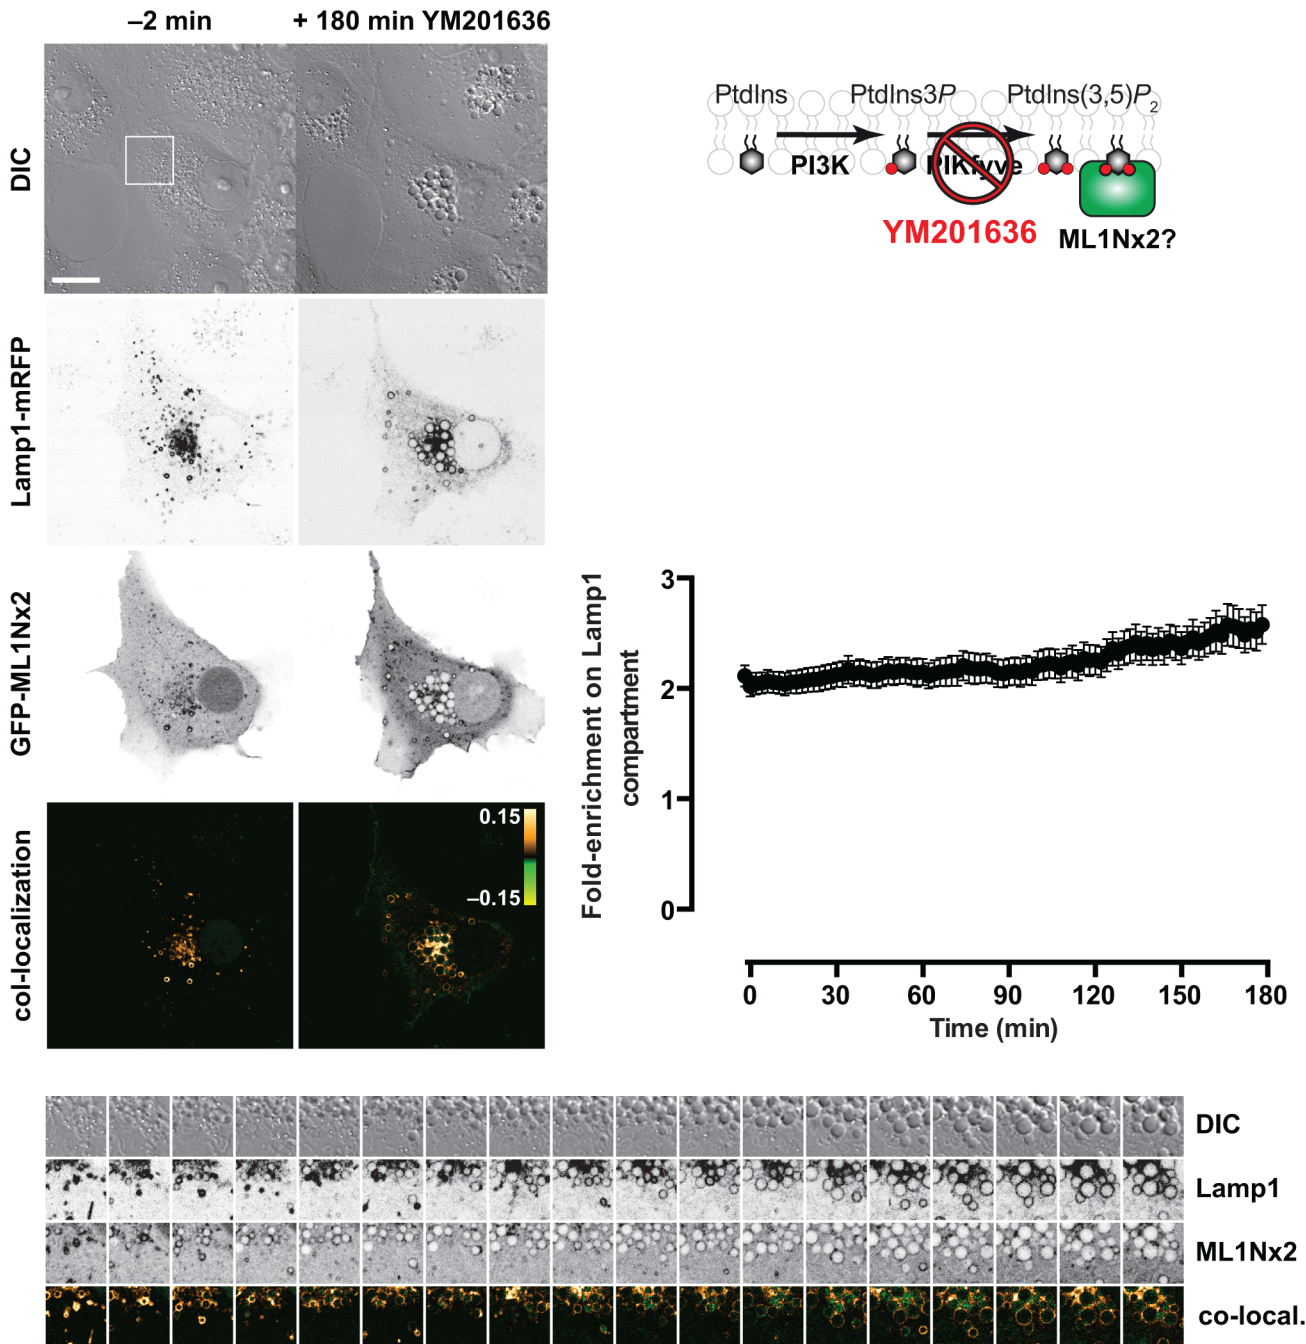 –2 min
+ 180 min YM201636
DIC
Lamp1-mRFP
GFP-ML1Nx2
col-localization
0.15
–0.15
PtdIns
PtdIns3P
PtdIns(3,5)P2
PI3K
PIKfyve
YM201636
ML1Nx2?
Fold-enrichment on Lamp1
compartment
3
2
1
0
0
30
60
90
120
150
180
Time (min)
DIC
Lamp1
ML1Nx2
co-local.